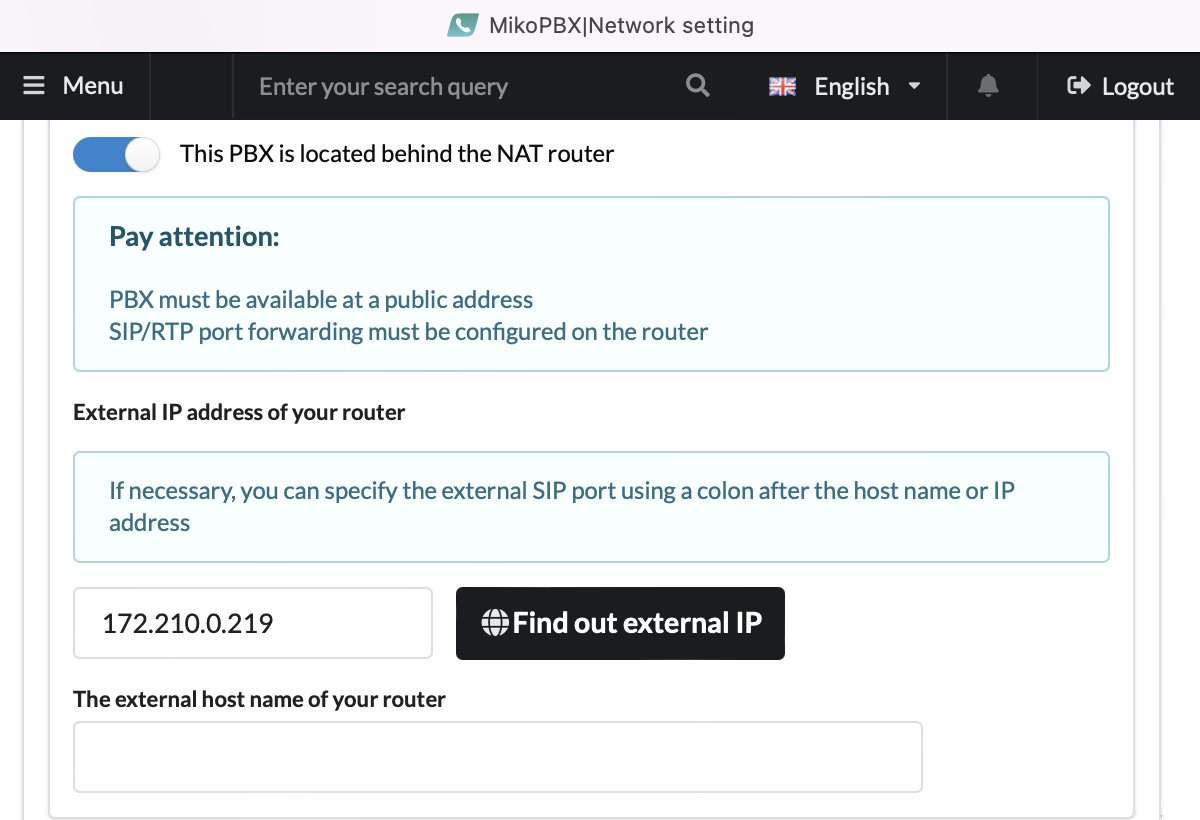 MikoPBX|Network setting
Menu
Enter your search query
English
Logout
This PBX is located behind the NAT router
Pay attention:
PBX must be available at a public address
SIP/RTP port forwarding must be configured on the router
External IP address of your router
If necessary, you can specify the external SIP port using a colon after the host name or IP
address
172.210.0.219
Find out external IP
The external host name of your router